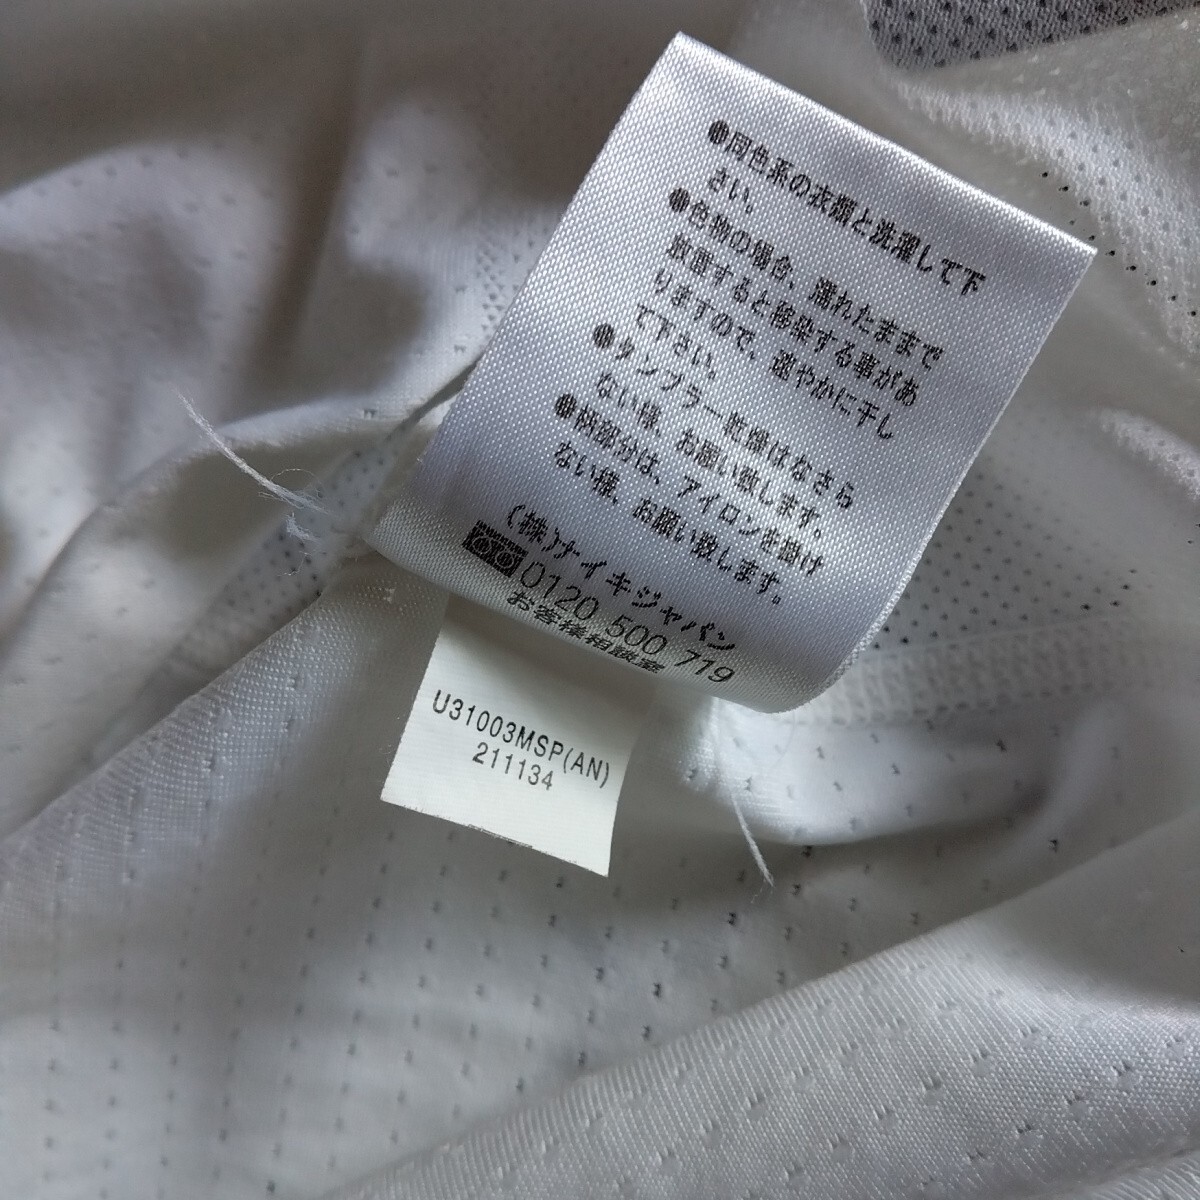 ●同色系の衣類と洗濯して下
さい。
●色物の場合、濡れたままで
放置すると移染する事があ
りますので、速やかに干し
て下さい。
●タンブラー乾燥はなさら
ない様、お願い致します。
●柄部分は、アイロンを掛け
ない様、お願い致します。
(株)ナイキジャパン
0120 500 719
お客様相談室
U31003MSP(AN)
211134